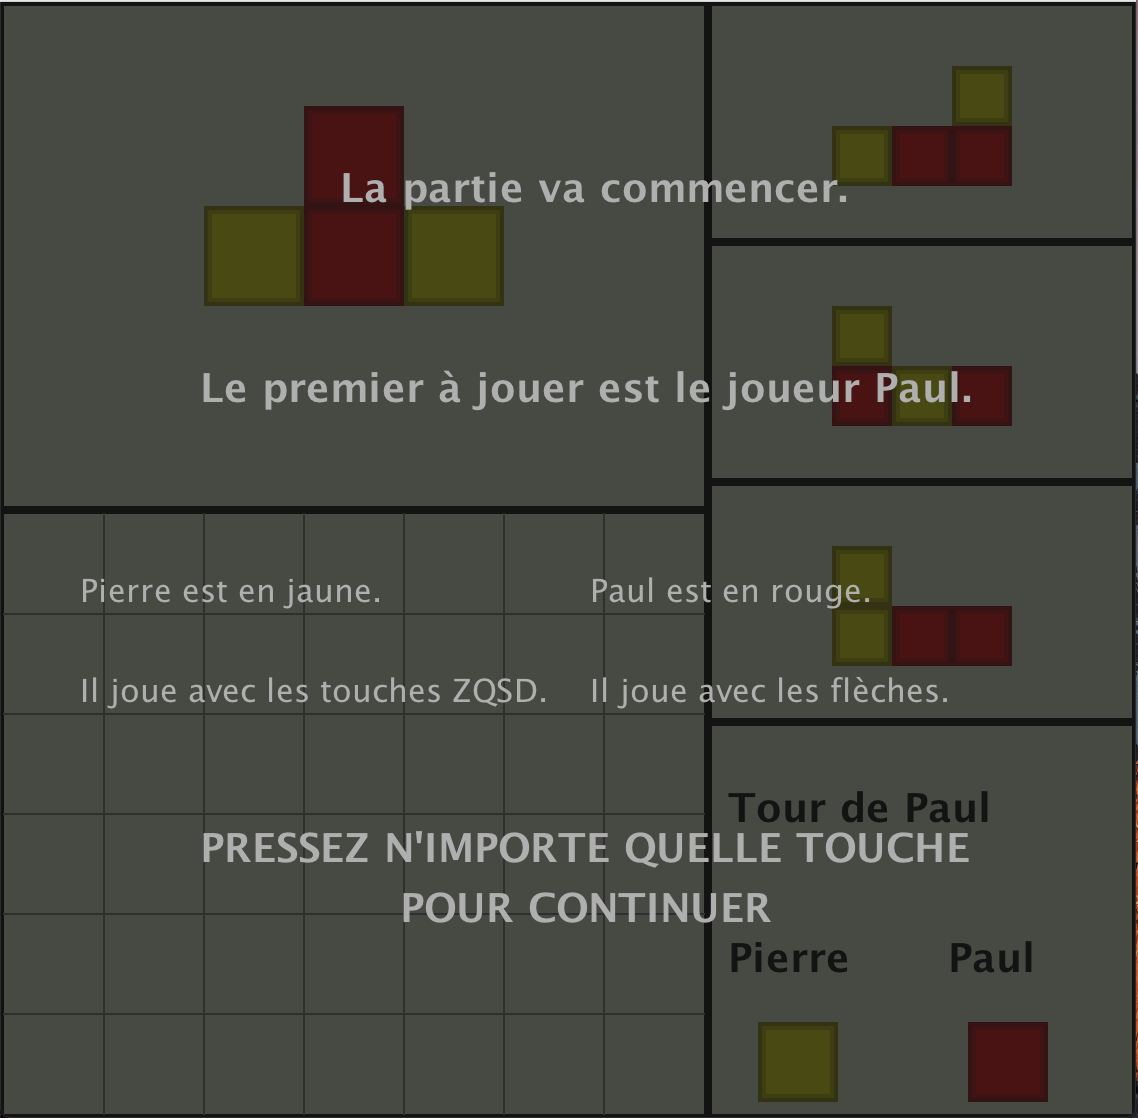 La partie va commencer.
Le premier à jouer est le joueur Paul.
Pierre est en jaune.
Paul est en rouge.
Il joue avec les touches ZQSD.
Il joue avec les flèches.
Tour de Paul
PRESSEZ N'IMPORTE QUELLE TOUCHE
POUR CONTINUER
Pierre
Paul